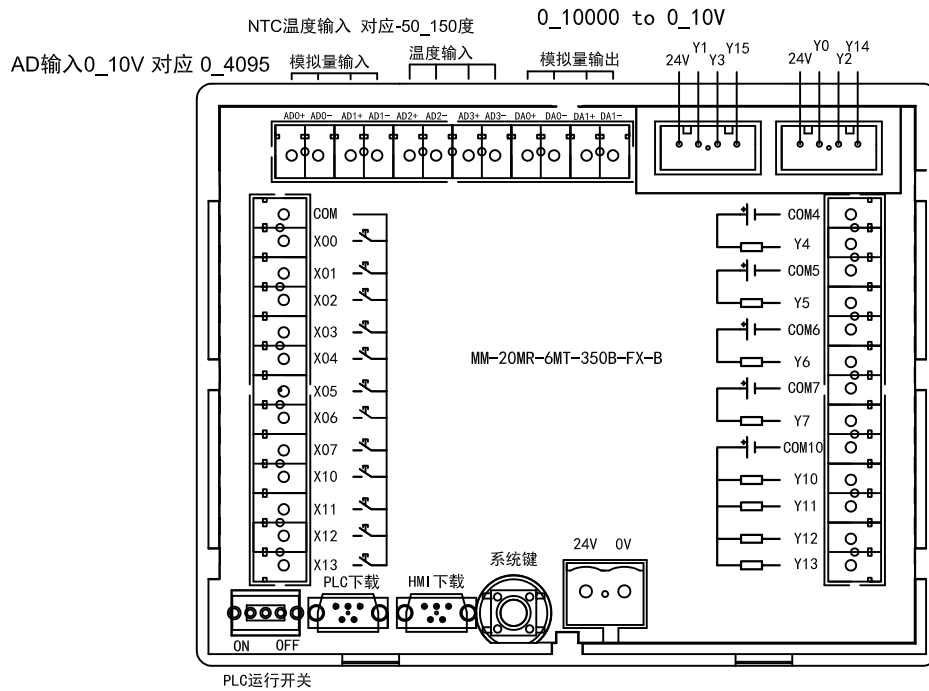 NTC温度输入 对应-50_150度
0_10000 to 0_10V
AD输入0_10V 对应 0_4095
模拟量输入 温度输入 模拟量输出
24V Y1 Y3 Y15
24V Y0 Y2 Y14
AD0+ AD0- AD1+ AD1- AD2+ AD2- AD3+ AD3- DA0+ DA0- DA1+ DA1-
COM
X00
X01
X02
X03
X04
X05
X06
X07
X10
X11
X12
X13
MM-20MR-6MT-350B-FX-B
COM4
Y4
COM5
Y5
COM6
Y6
COM7
Y7
COM10
Y10
Y11
Y12
Y13
PLC下载
HMI下载
系统键
24V 0V
ON OFF
PLC运行开关